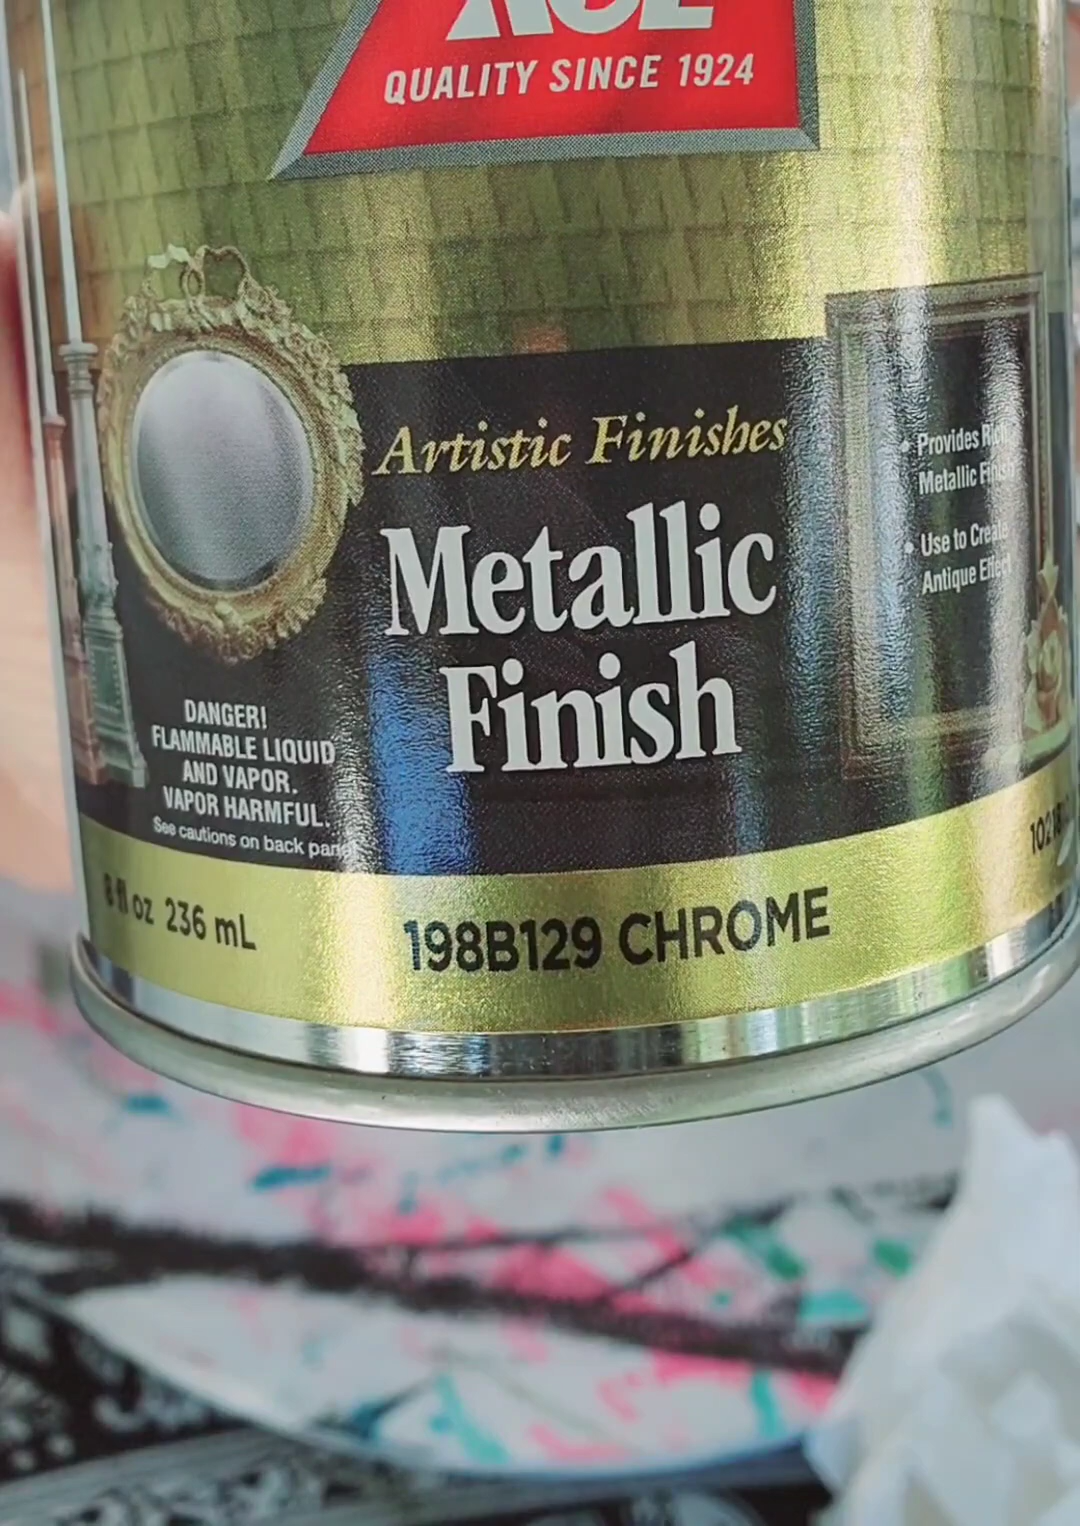 ACE
QUALITY SINCE 1924
Artistic Finishes
Metallic
Finish
• Provides Rich
Metallic Finish
• Use to Create
Antique Effect
DANGER!
FLAMMABLE LIQUID
AND VAPOR.
VAPOR HARMFUL.
See cautions on back panel
8 fl oz 236 mL
198B129 CHROME